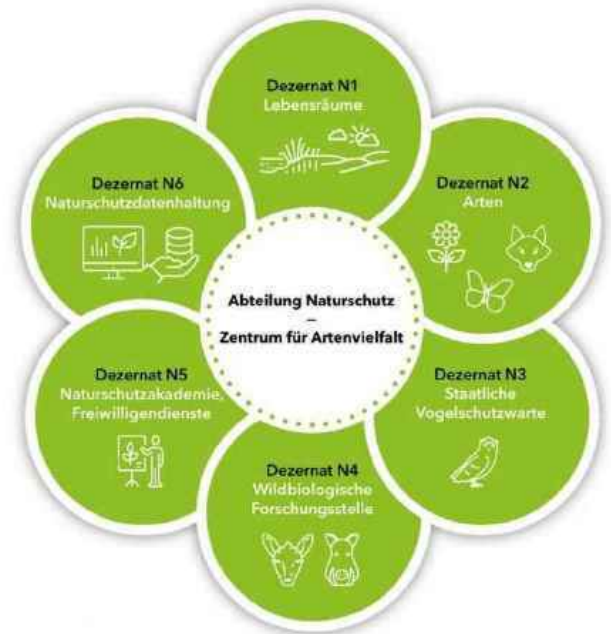 Dezernat N1
Lebensräume
Dezernat N2
Arten
Dezernat N3
Staatliche
Vogelschutzwarte
Dezernat N4
Wildbiologische
Forschungsstelle
Dezernat N5
Naturschutzakademie,
Freiwilligendienste
Dezernat N6
Naturschutzdatenhaltung
Abteilung Naturschutz
–
Zentrum für Artenvielfalt